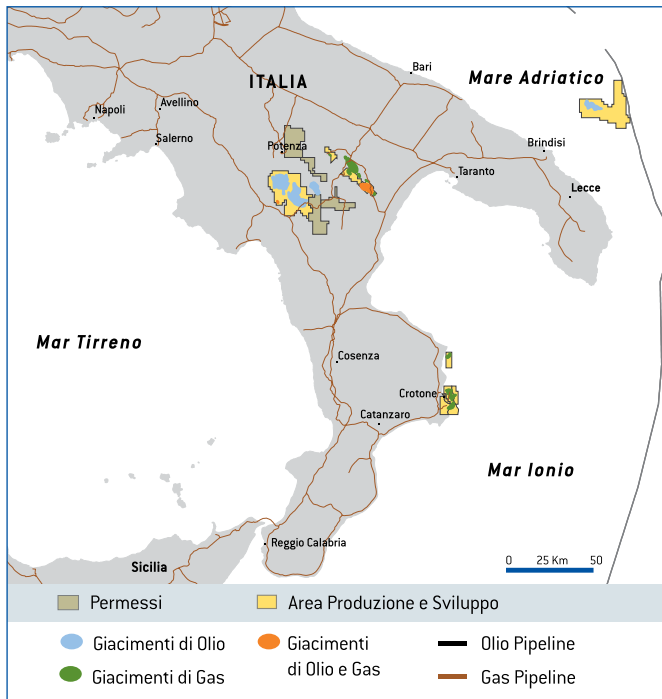 Bari
Mare Adriatico
ITALIA
Avellino
Napoli
Salerno
Potenza
Brindisi
Taranto
Lecce
Mar Tirreno
Cosenza
Crotone
Catanzaro
Mar Ionio
Reggio Calabria
Sicilia
0 25 Km 50
Permessi
Area Produzione e Sviluppo
Giacimenti di Olio
Giacimenti
di Olio e Gas
Olio Pipeline
Giacimenti di Gas
Gas Pipeline